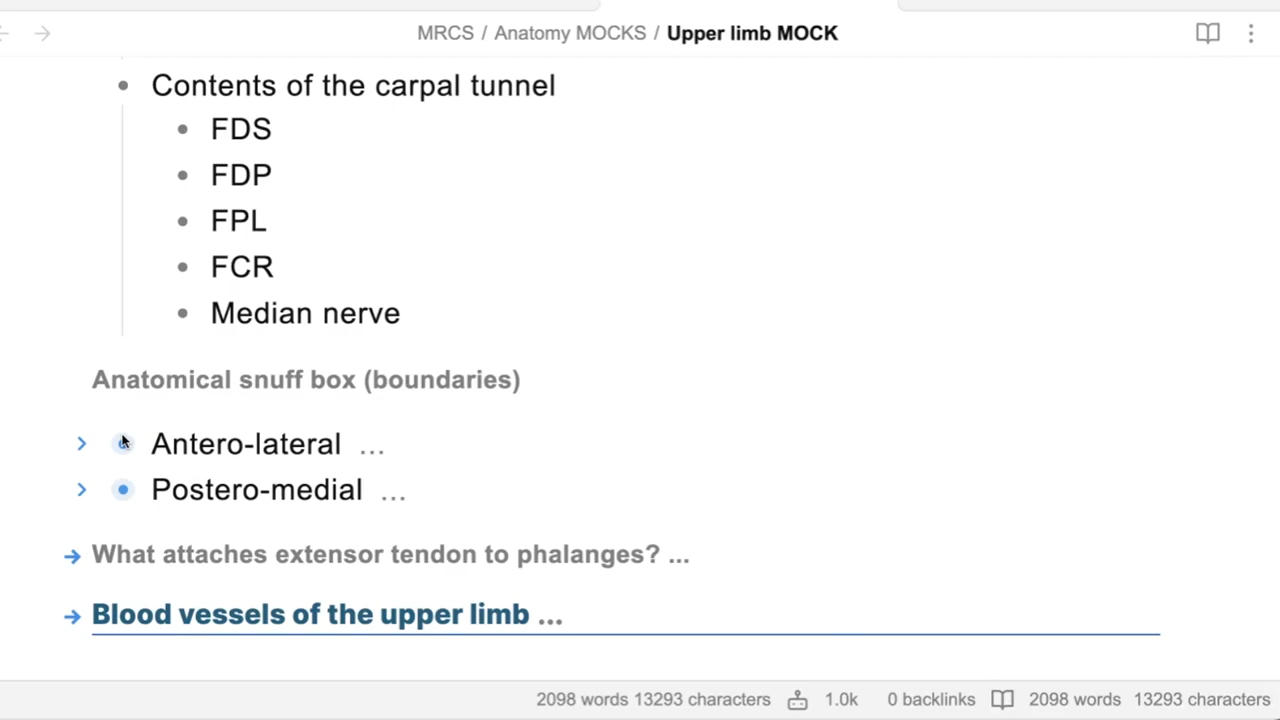 MRCS / Anatomy MOCKS / Upper limb MOCK
Contents of the carpal tunnel
FDS
FDP
FPL
FCR
Median nerve
Anatomical snuff box (boundaries)
Antero-lateral ...
Postero-medial ...
What attaches extensor tendon to phalanges? ...
Blood vessels of the upper limb ...
2098 words 13293 characters 1.0k 0 backlinks 2098 words 13293 characters